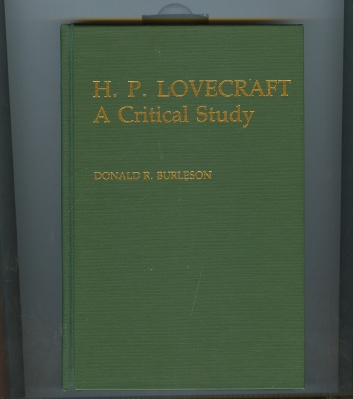 H. P. LOVECRAFT
A Critical Study
DONALD R. BURLESON